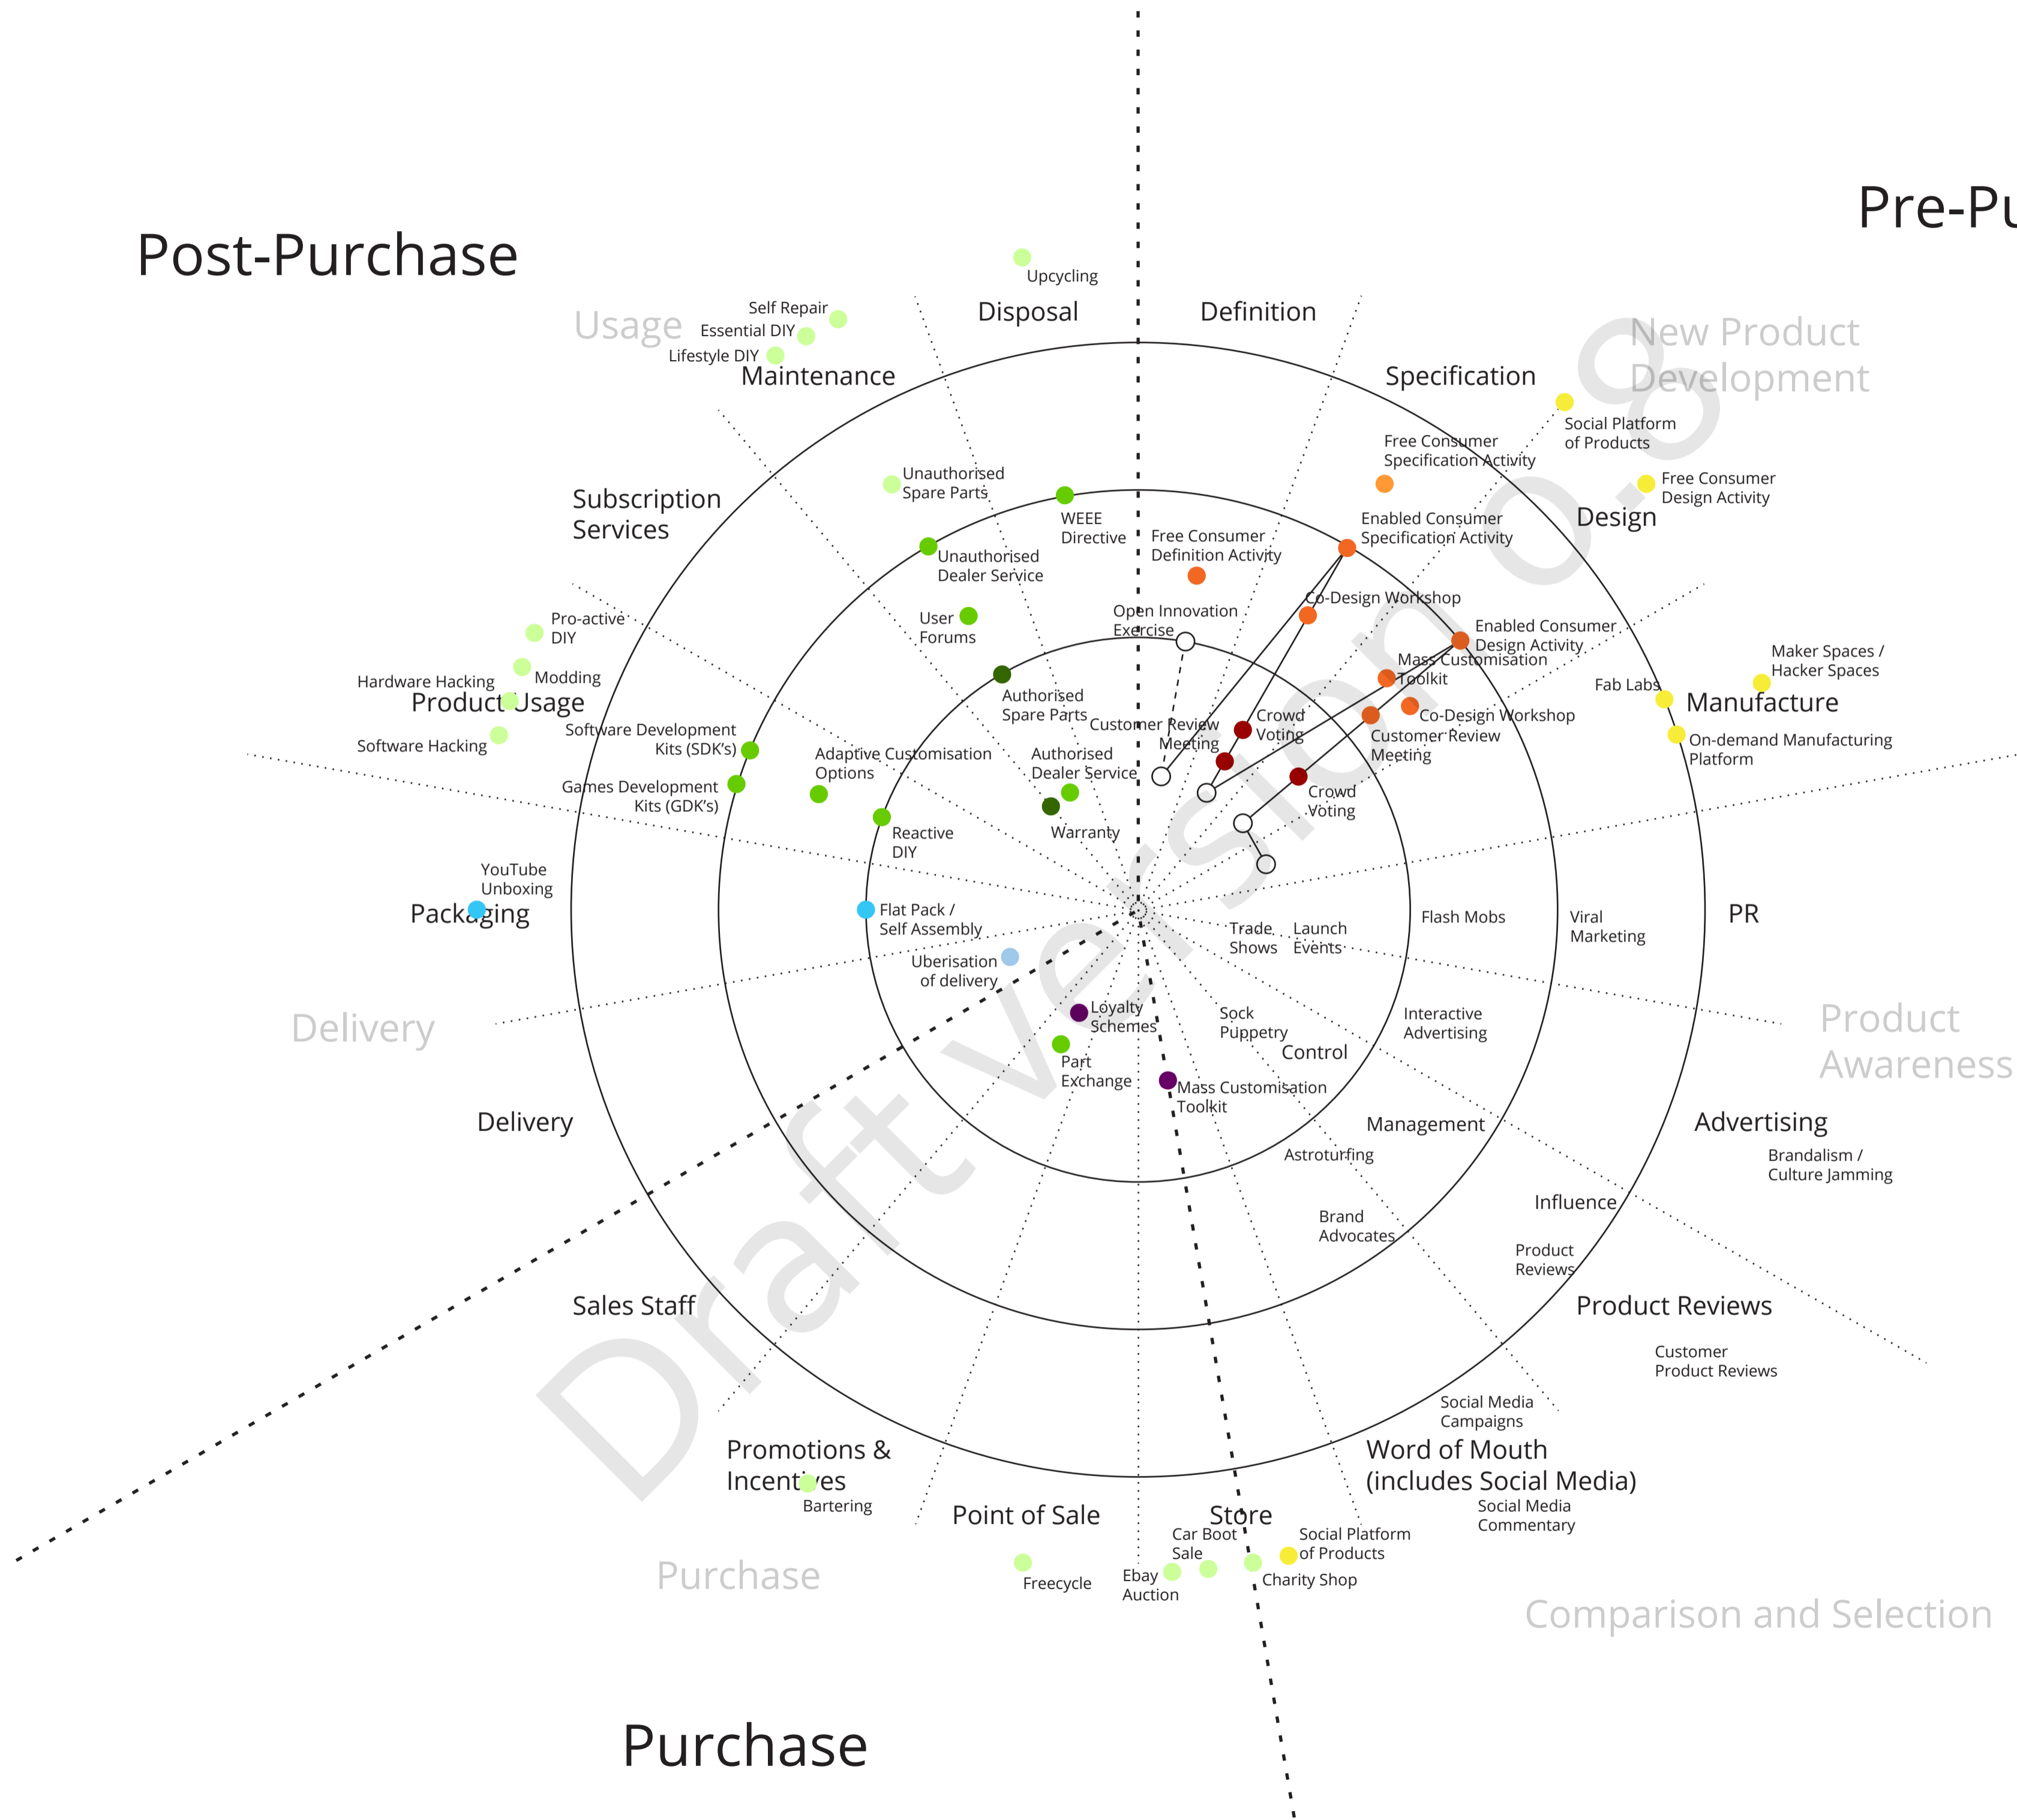 Pre-Pu
Post-Purchase
Upcycling
Disposal
Definition
Self Repair
Essential DIY
Lifestyle DIY
Usage
Maintenance
Specification
New Product
Development
Social Platform
of Products
Free Consumer
Specification Activity
Free Consumer
Design Activity
Design
Unauthorised
Spare Parts
Subscription
Services
WEEE
Directive
Enabled Consumer
Specification Activity
Free Consumer
Definition Activity
Unauthorised
Dealer Service
Co-Design Workshop
Open Innovation
Exercise
User
Forums
Pro-active
DIY
Enabled Consumer
Design Activity
Mass Customisation
Toolkit
Maker Spaces /
Hacker Spaces
Modding
Hardware Hacking
Product Usage
Software Hacking
Fab Labs
Manufacture
On-demand Manufacturing
Platform
Authorised
Spare Parts
Co-Design Workshop
Customer Review
Meeting
Crowd
Voting
Customer Review
Meeting
Software Development
Kits (SDK's)
Adaptive Customisation
Options
Authorised
Dealer Service
Games Development
Kits (GDK's)
Crowd
Voting
Reactive
DIY
Warranty
YouTube
Unboxing
Packaging
Flat Pack /
Self Assembly
Trade
Shows
Launch
Events
Flash Mobs
Viral
Marketing
PR
Uberisation
of delivery
Loyalty
Schemes
Sock
Puppetry
Interactive
Advertising
Product
Awareness
Delivery
Control
Part
Exchange
Mass Customisation
Toolkit
Delivery
Management
Advertising
Astroturfing
Brandalism /
Culture Jamming
Influence
Brand
Advocates
Product
Reviews
Sales Staff
Product Reviews
Customer
Product Reviews
Social Media
Campaigns
Promotions &
Incentives
Bartering
Word of Mouth
(includes Social Media)
Social Media
Commentary
Point of Sale
Store
Car Boot
Sale
Social Platform
of Products
Freecycle
Ebay
Auction
Charity Shop
Purchase
Comparison and Selection
Purchase
Draft version 0.8